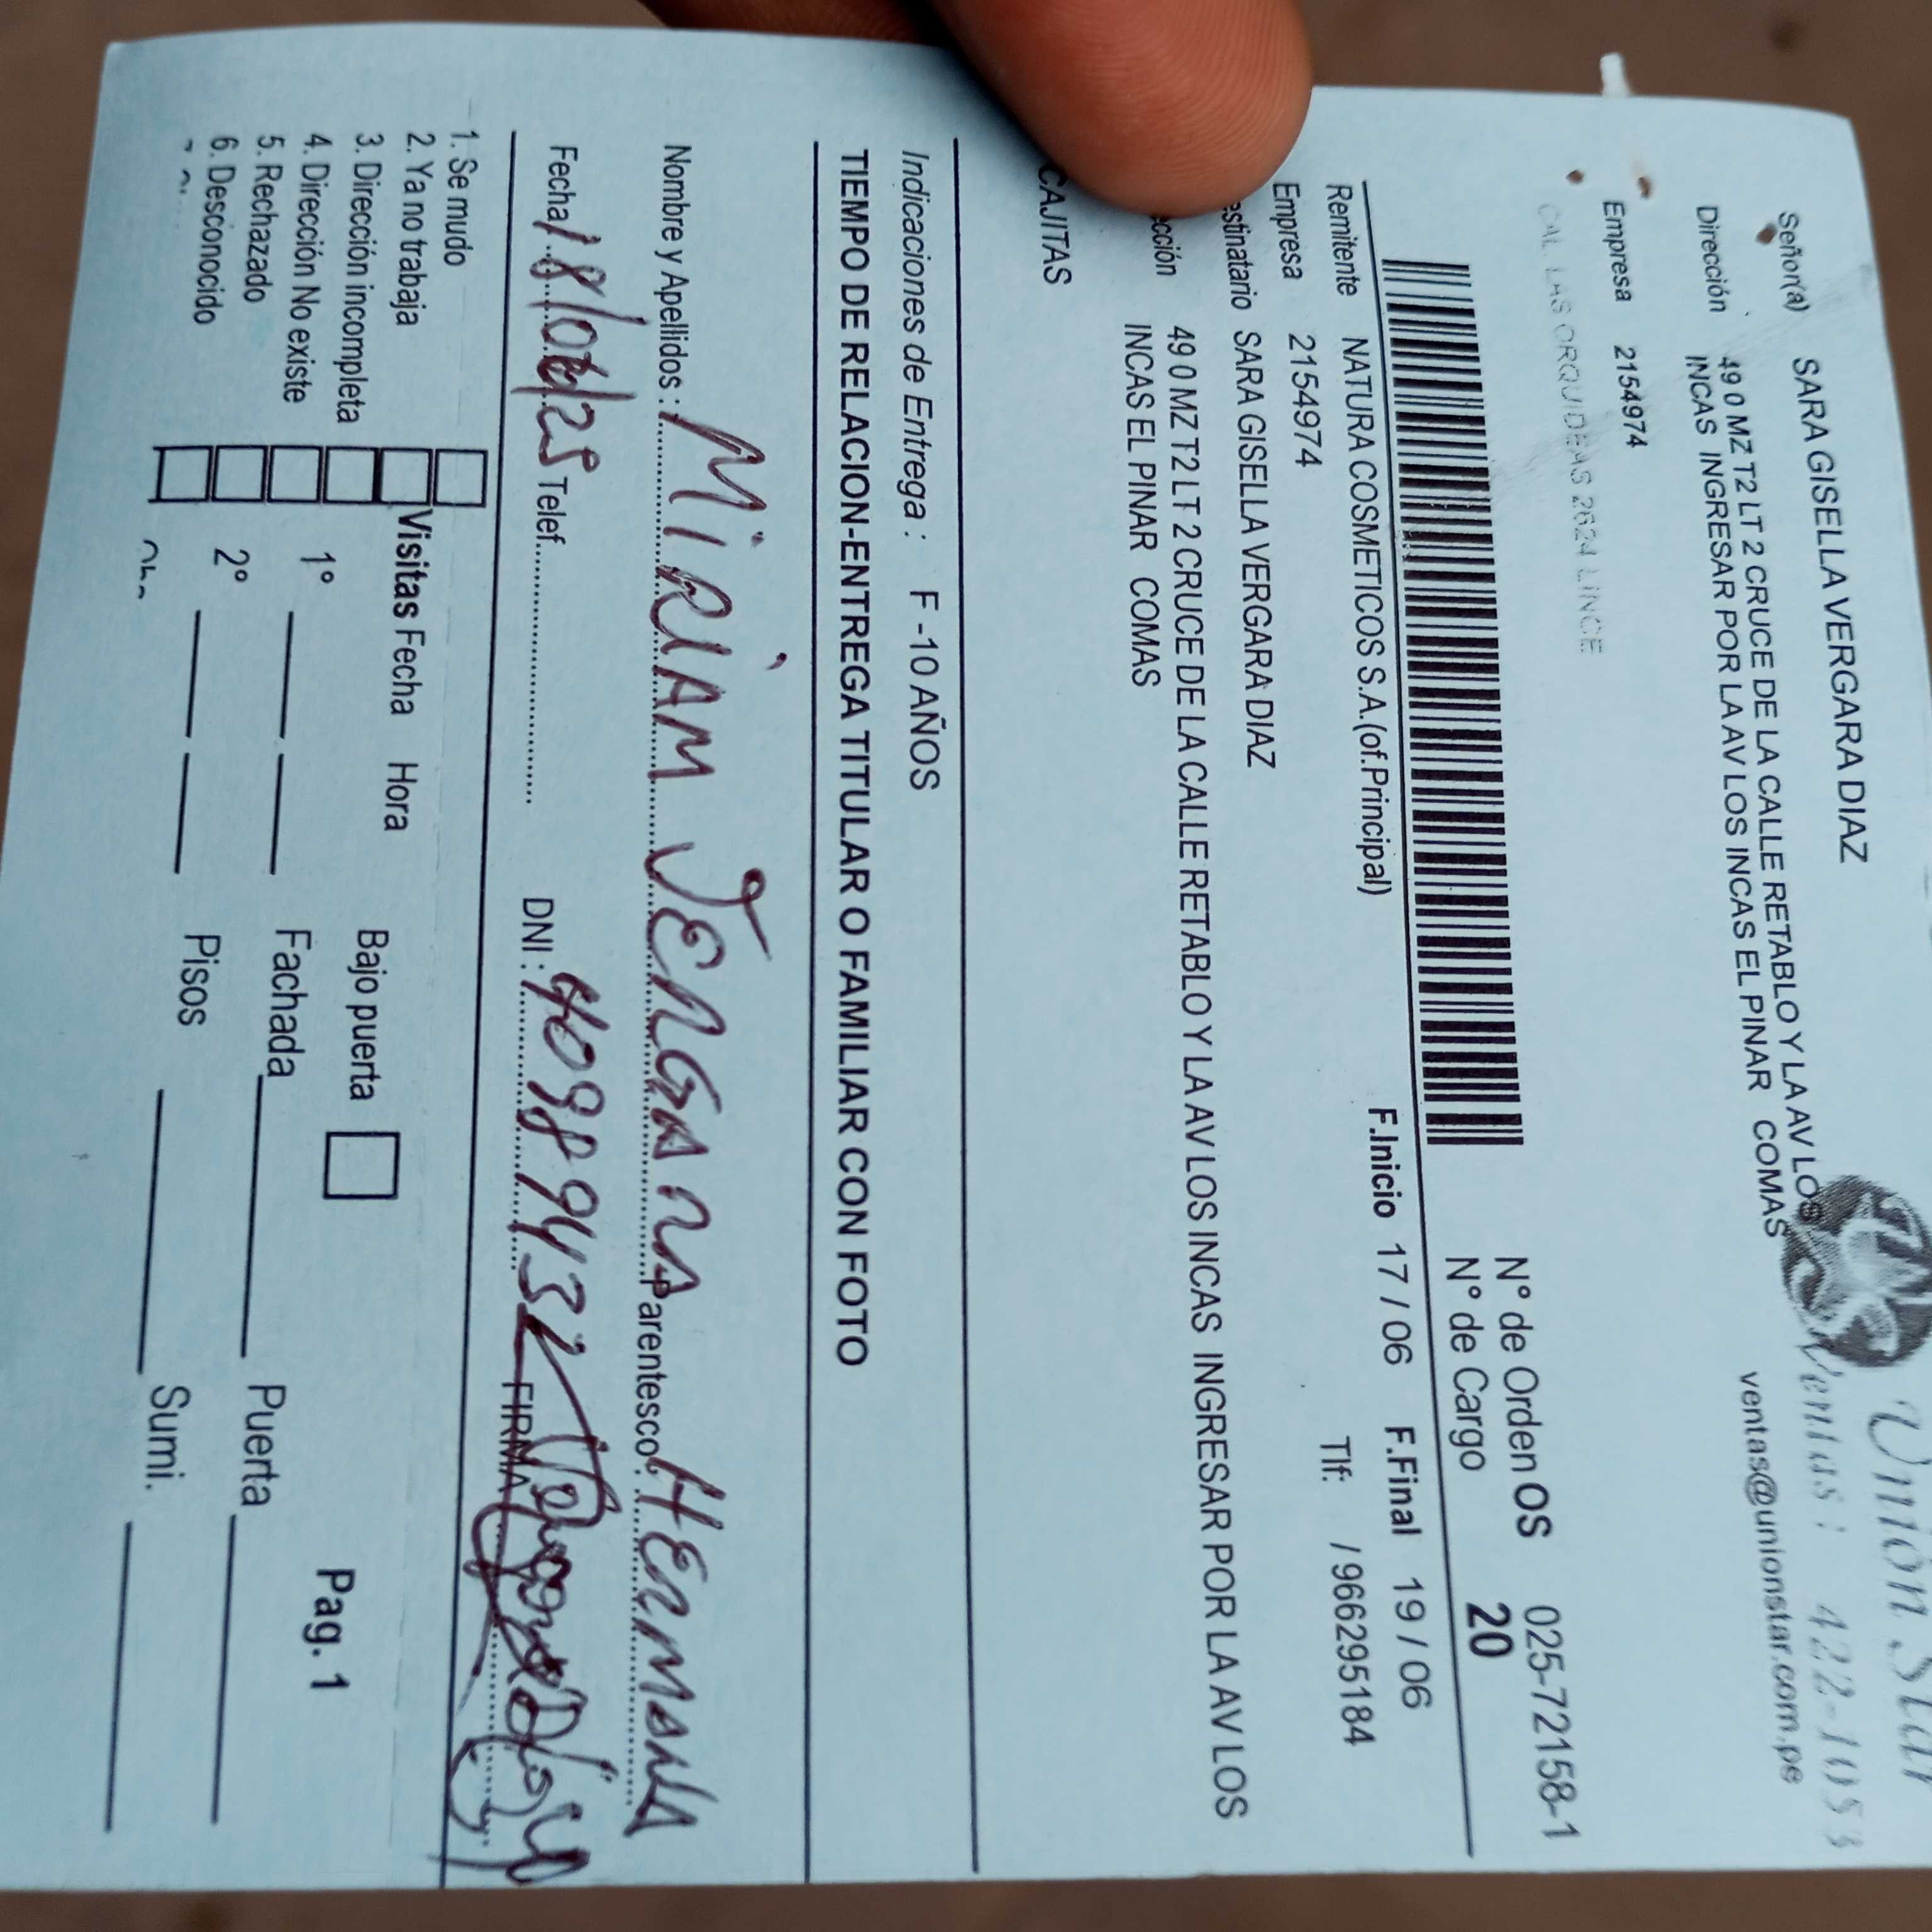 Union Star
Ventas : 422-1053
ventas@unionstar.com.pe
Señor(a) SARA GISELLA VERGARA DIAZ
Dirección 49 0 MZ T2 LT 2 CRUCE DE LA CALLE RETABLO Y LA AV LOS
INCAS INGRESAR POR LA AV LOS INCAS EL PINAR COMAS
Empresa 2154974
CAL LAS ORQUIDEAS 2624 LINCE
N° de Orden OS 025-72158-1
N° de Cargo 20
Remitente NATURA COSMETICOS S.A.(of.Principal) F.Inicio 17 / 06 F.Final 19 / 06
Empresa 2154974 Tlf: / 966295184
estinatario SARA GISELLA VERGARA DIAZ
ección 49 0 MZ T2 LT 2 CRUCE DE LA CALLE RETABLO Y LA AV LOS INCAS INGRESAR POR LA AV LOS
INCAS EL PINAR COMAS
CAJITAS
Indicaciones de Entrega : F -10 AÑOS
TIEMPO DE RELACION-ENTREGA TITULAR O FAMILIAR CON FOTO
Nombre y Apellidos : MIRIAM Parentesco: HERMANA
Fecha 18/06/25 Telef. DNI : FIRMA
1. Se mudo
2. Ya no trabaja Visitas Fecha Hora Bajo puerta
3. Dirección incompleta
4. Dirección No existe 1° Fachada Puerta Pag. 1
5. Rechazado
6. Desconocido 2° Pisos Sumi.